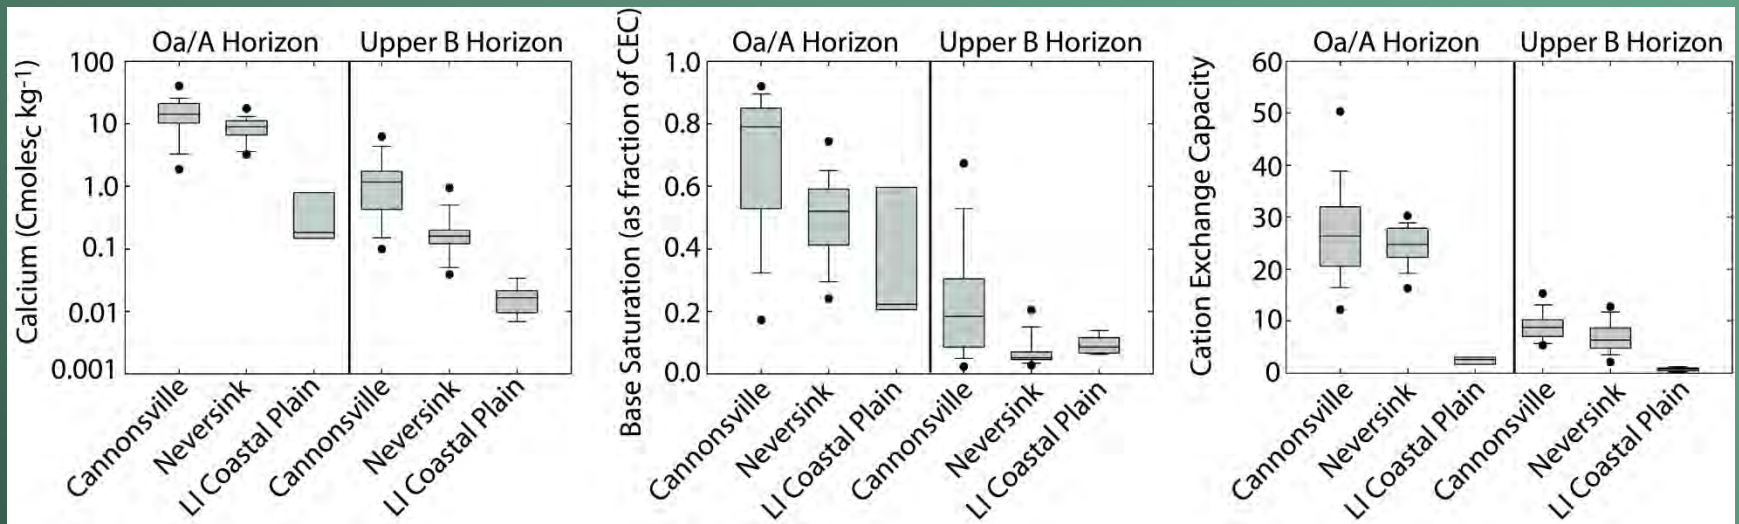 Oa/A Horizon Upper B Horizon
Calcium (CmolesC kg-1)
100
10
1.0
0.1
0.01
0.001
Cannonsville
Neversink
LI Coastal Plain
Cannonsville
Neversink
LI Coastal Plain
Oa/A Horizon Upper B Horizon
Base Saturation (as fraction of CEC)
1.0
0.8
0.6
0.4
0.2
0.0
Cannonsville
Neversink
LI Coastal Plain
Cannonsville
Neversink
LI Coastal Plain
Oa/A Horizon Upper B Horizon
Cation Exchange Capacity
60
50
40
30
20
10
0
Cannonsville
Neversink
LI Coastal Plain
Cannonsville
Neversink
LI Coastal Plain